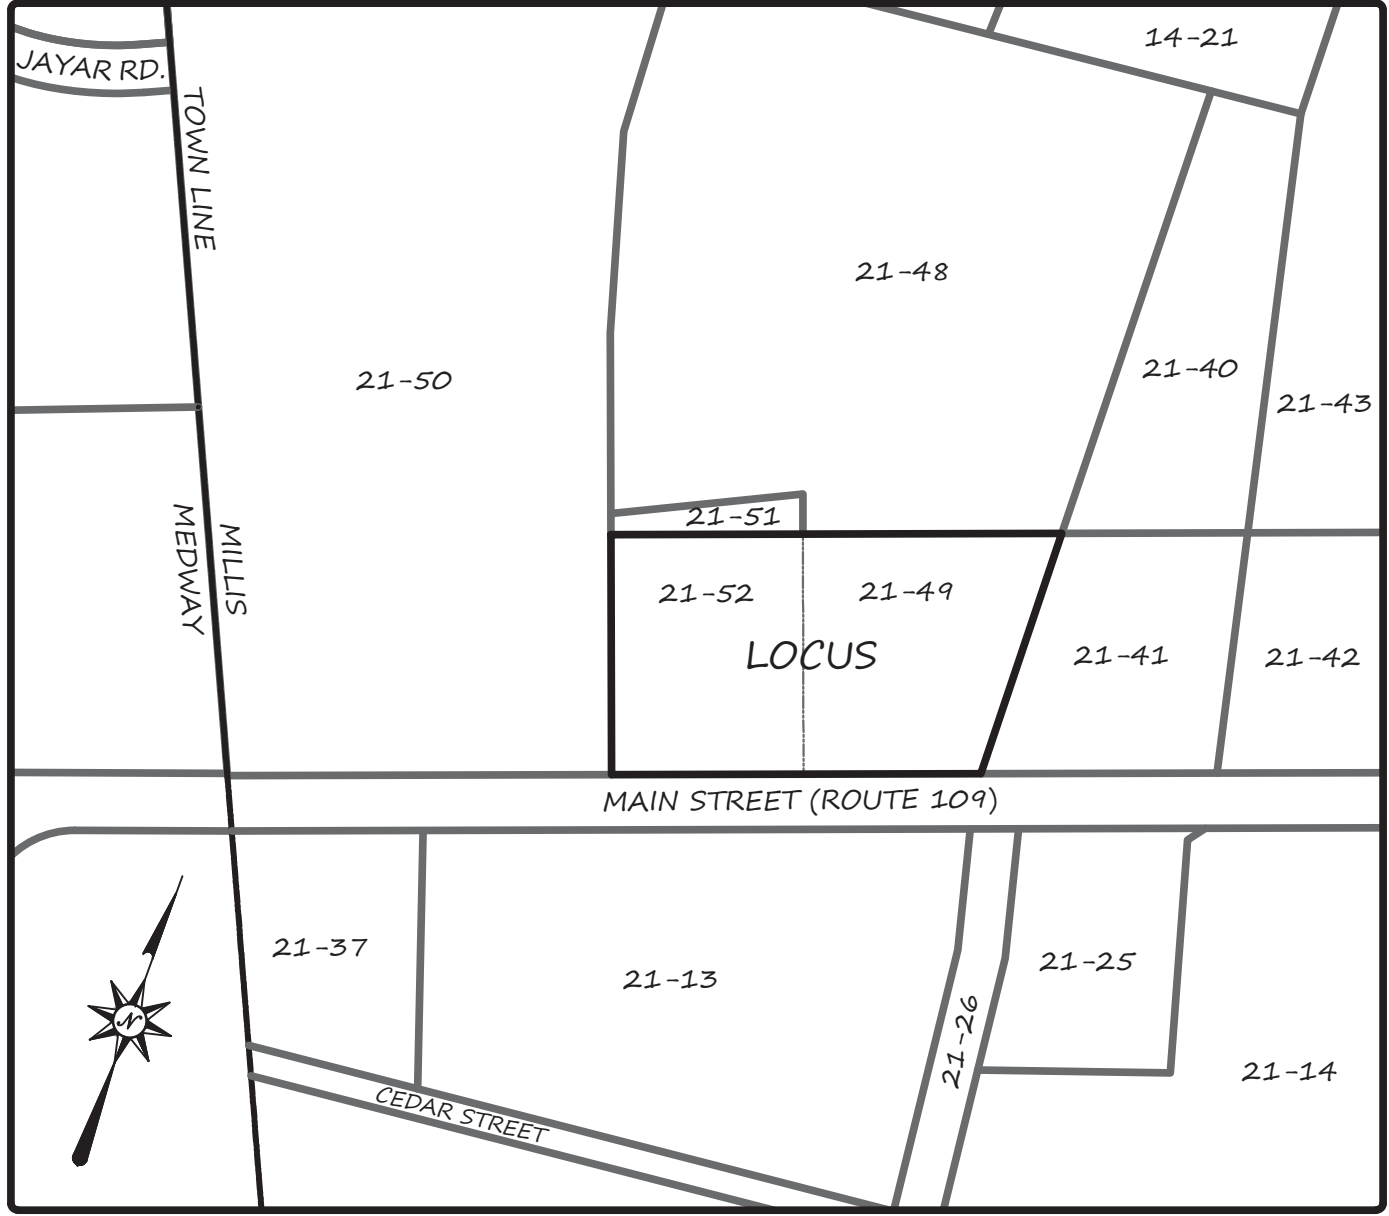 14-21
JAYAR RD.
TOWN LINE
21-48
21-40
21-50
21-43
21-51
MEDWAY
MILLIS
21-52
21-49
LOCUS
21-41
21-42
MAIN STREET (ROUTE 109)
21-37
21-13
21-25
21-26
N
21-14
CEDAR STREET